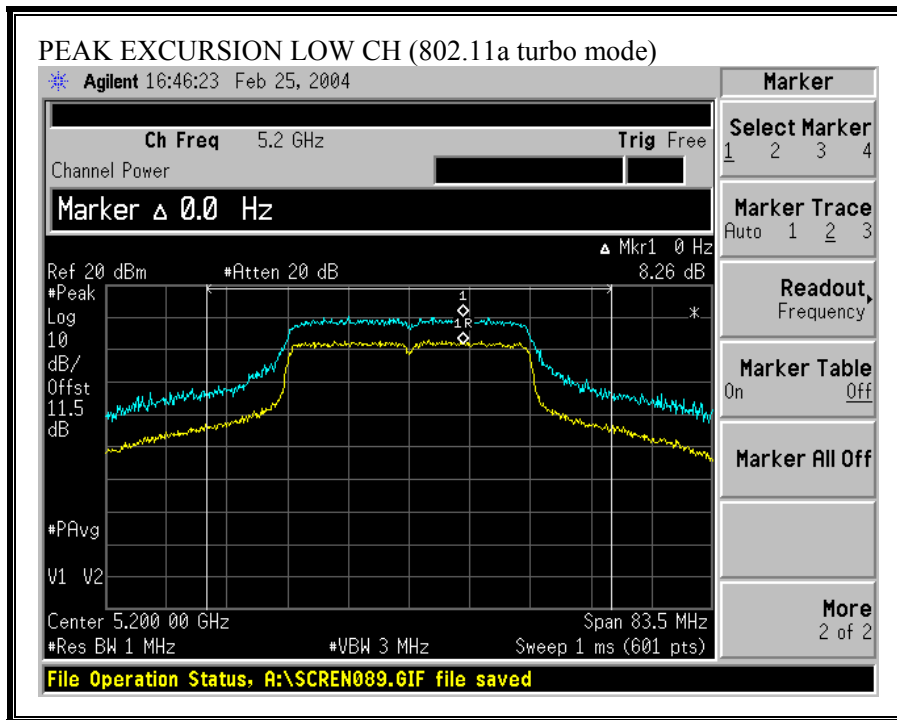 PEAK EXCURSION LOW CH (802.11a turbo mode)
Agilent 16:46:23 Feb 25, 2004
Marker
Ch Freq 5.2 GHz Trig Free
Channel Power
Select Marker
1 2 3 4
Marker Δ 0.0 Hz
Marker Trace
Auto 1 2 3
Δ Mkr1 0 Hz
Ref 20 dBm #Atten 20 dB 8.26 dB
#Peak
Log
10
dB/
Offst
11.5
dB
1
1R
*
#PAvg
V1 V2
Center 5.200 00 GHz Span 83.5 MHz
#Res BW 1 MHz #VBW 3 MHz Sweep 1 ms (601 pts)
Readout
Frequency
Marker Table
On Off
Marker All Off
More
2 of 2
File Operation Status, A:\SCREN089.GIF file saved